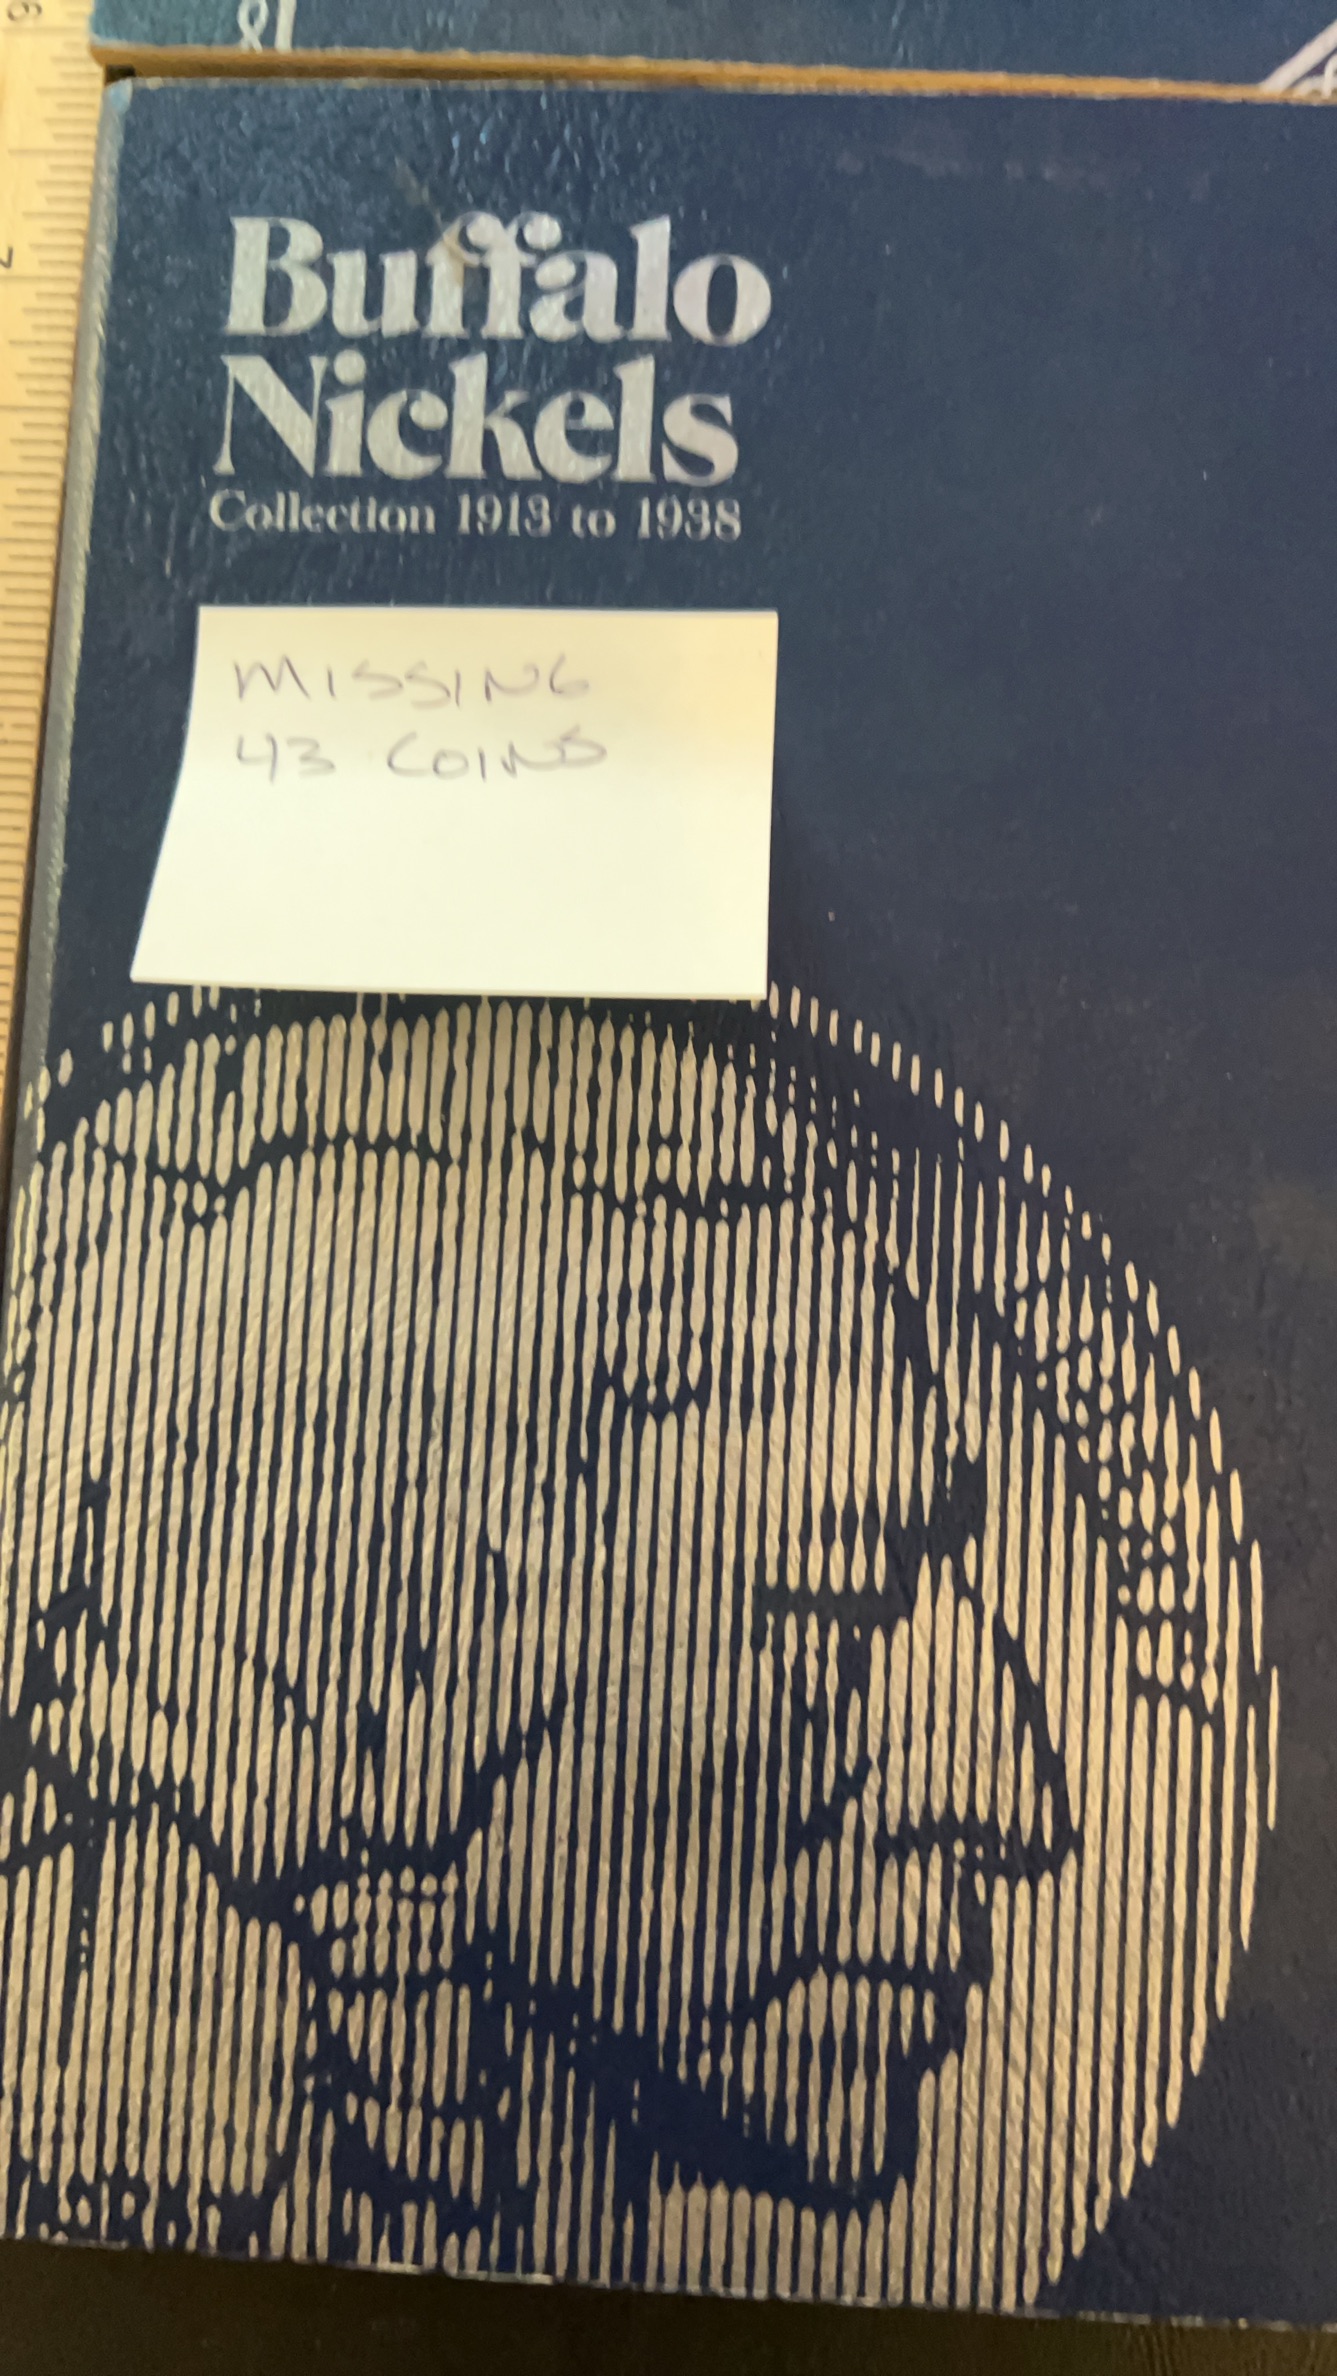 Buffalo
Nickels
Collection 1913 to 1938
MISSING
43 COINS